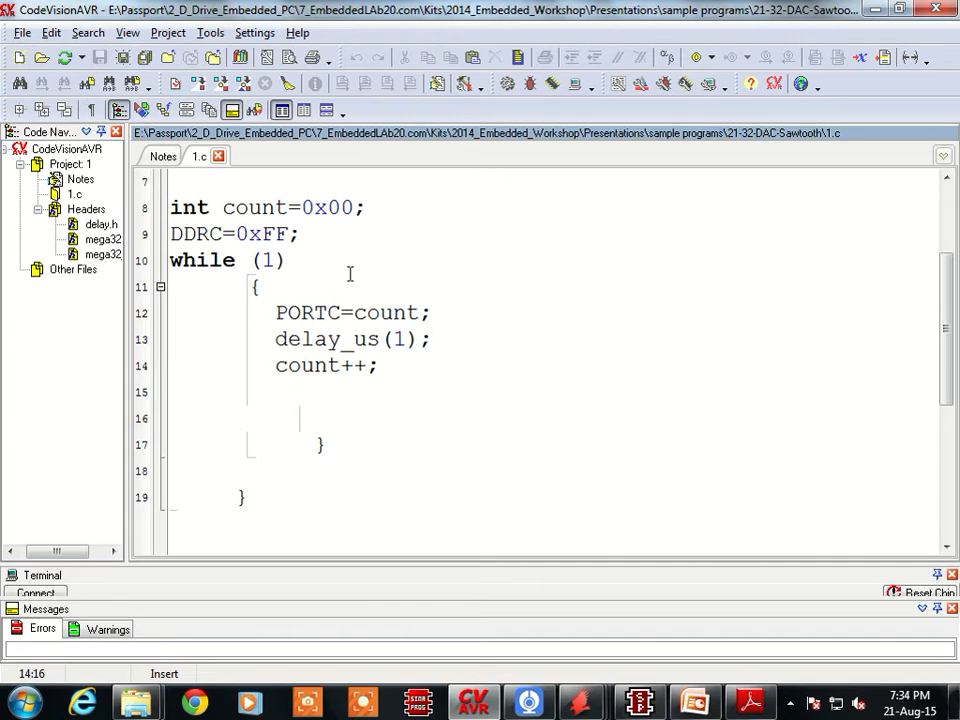 CodeVisionAVR - E:\Passport\2_D_Drive_Embedded_PC\7_EmbeddedLAb20.com\Kits\2014_Embedded_Workshop\Presentations\sample programs\21-32-DAC-Sawtoo...
File Edit Search View Project Tools Settings Help
Code Nav...
E:\Passport\2_D_Drive_Embedded_PC\7_EmbeddedLAb20.com\Kits\2014_Embedded_Workshop\Presentations\sample programs\21-32-DAC-Sawtooth\1.c
CodeVisionAVR
Project: 1
Notes
1.c
Headers
delay.h
mega32
mega32
Other Files
Notes 1.c
7
8 int count=0x00;
9 DDRC=0xFF;
10 while (1)
11 {
12 PORTC=count;
13 delay_us(1);
14 count++;
15
16
17 }
18
19 }
Terminal
Connect Reset Chip
Messages
Errors Warnings
14:16 Insert
7:34 PM
21-Aug-15